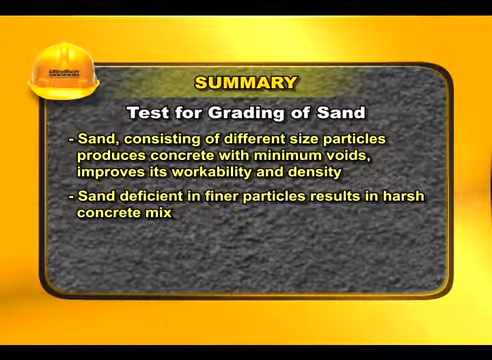 UltraTech
SUMMARY
Test for Grading of Sand
- Sand, consisting of different size particles
produces concrete with minimum voids,
improves its workability and density
- Sand deficient in finer particles results in harsh
concrete mix